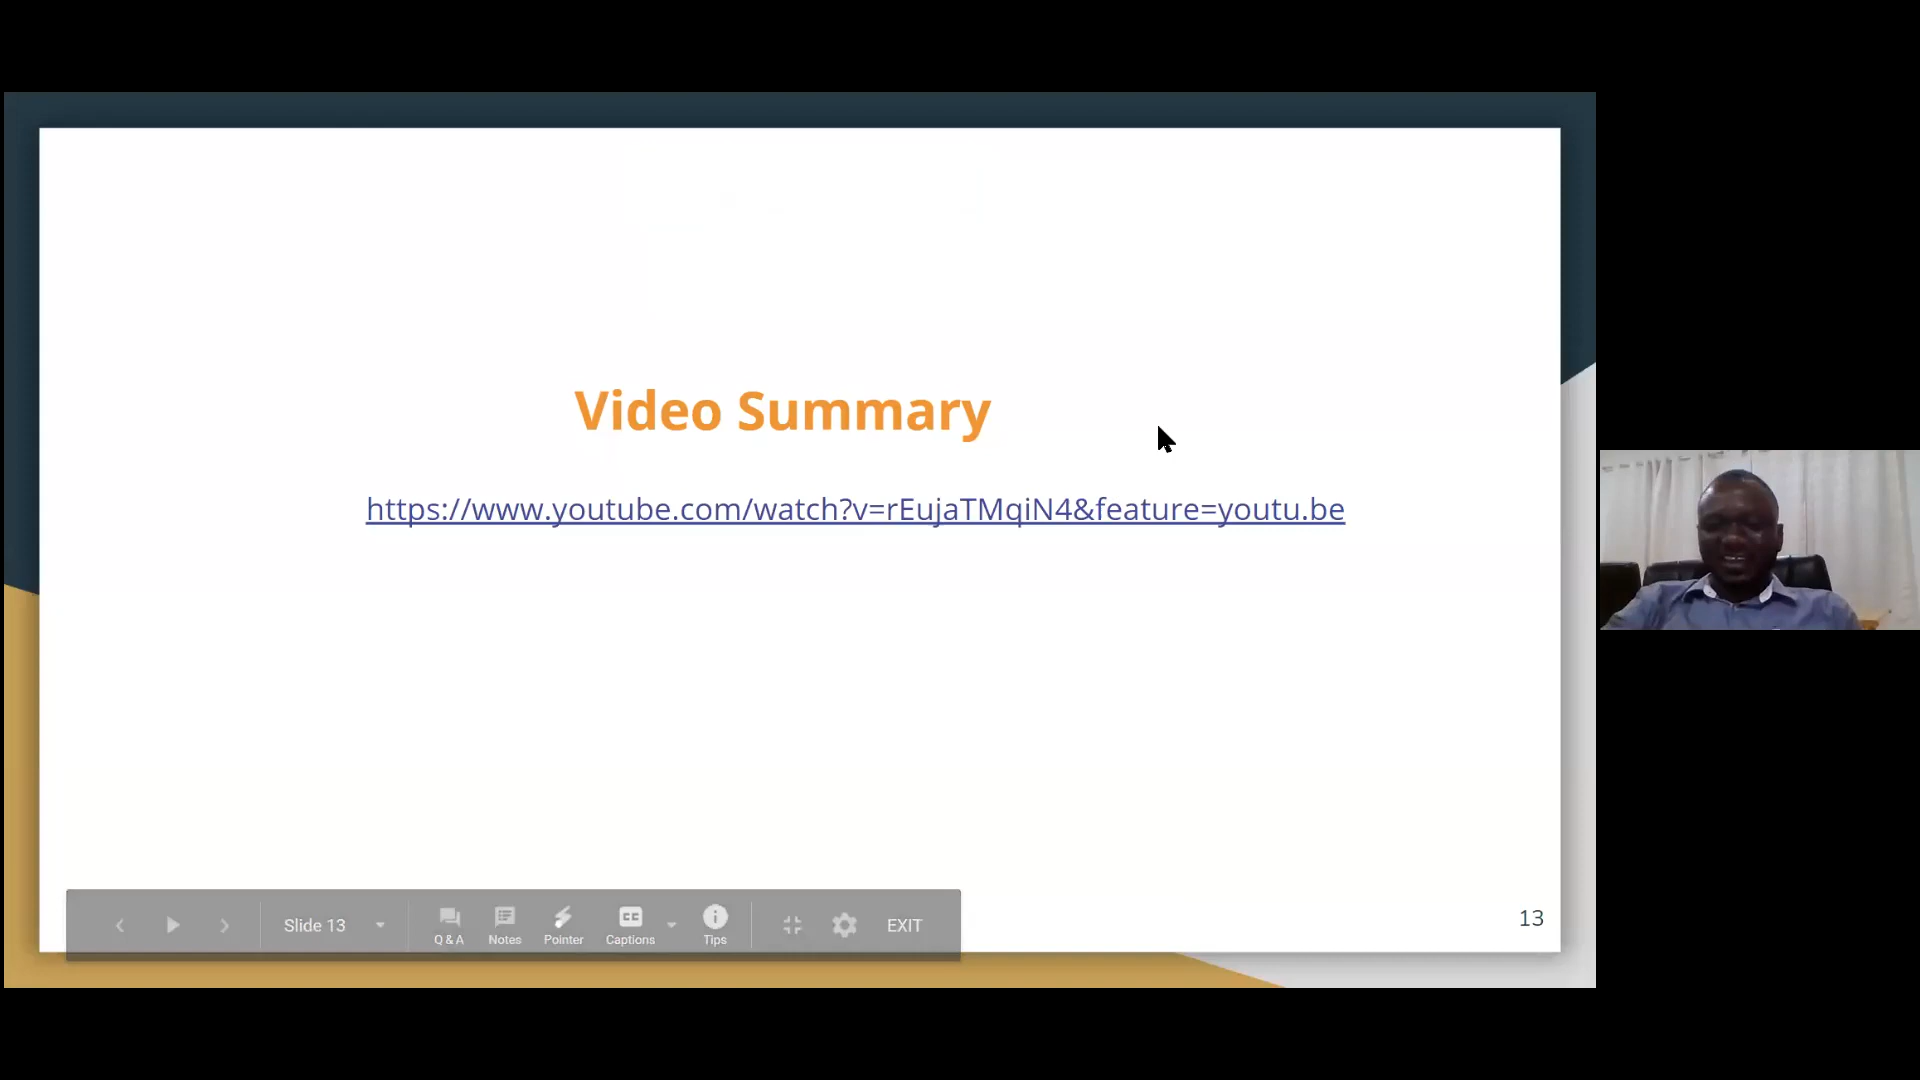 Video Summary
https://www.youtube.com/watch?v=rEujaTMqiN4&feature=youtu.be
Slide 13
Q & A
Notes
Pointer
Captions
Tips
EXIT
13